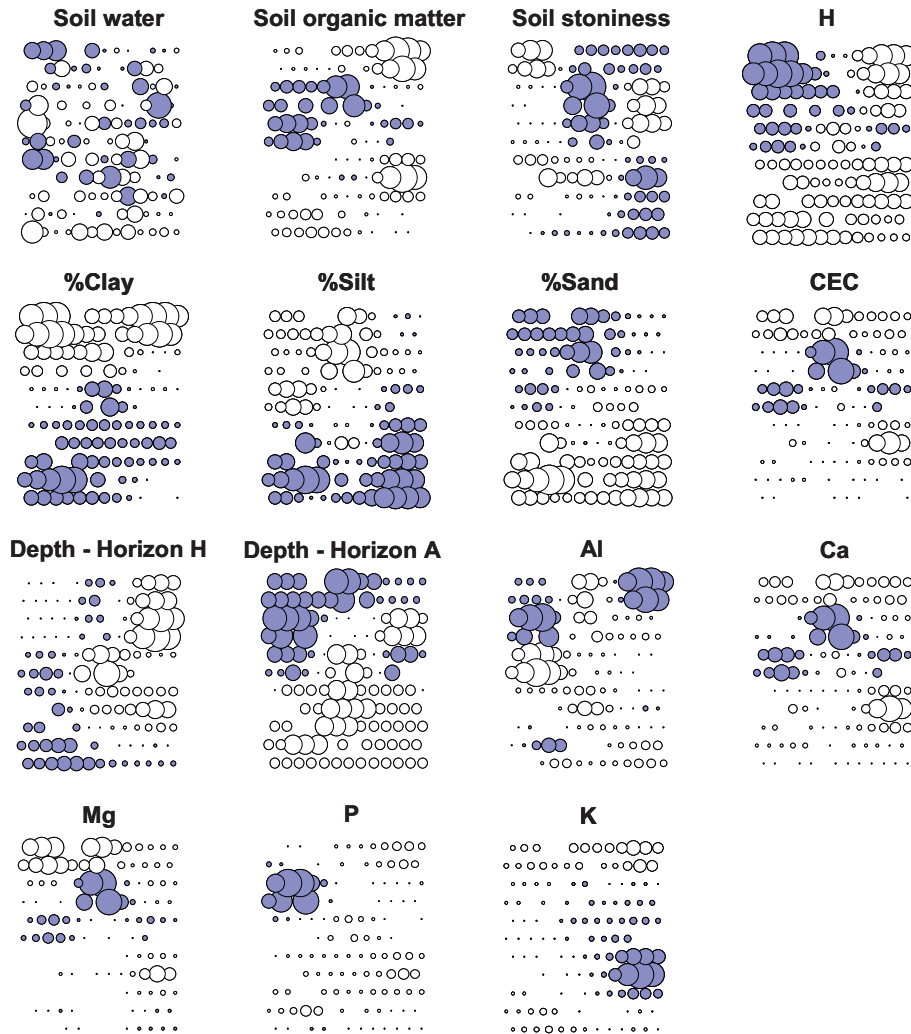 Soil water Soil organic matter Soil stoniness H
%Clay %Silt %Sand CEC
Depth - Horizon H Depth - Horizon A Al Ca
Mg P K